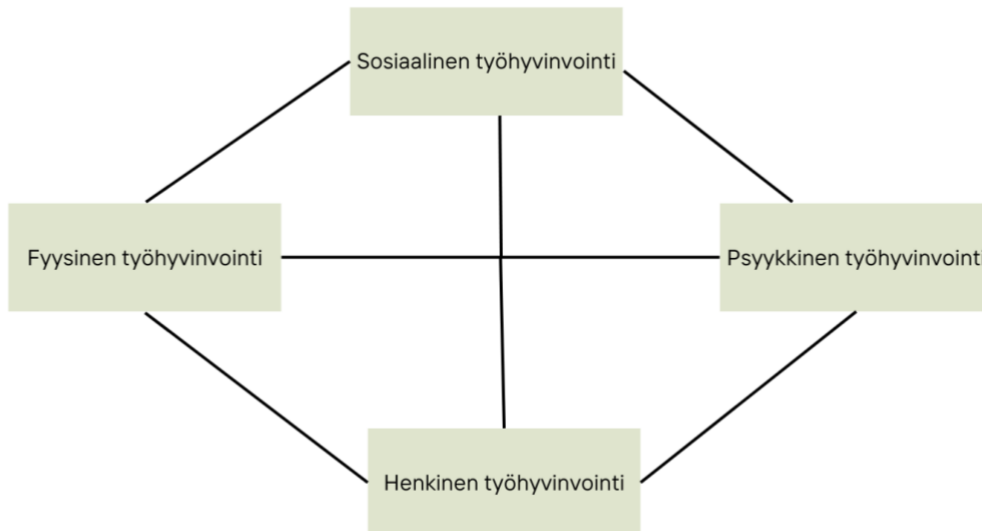 Sosiaalinen työhyvinvointi
Fyysinen työhyvinvointi
Psyykkinen työhyvinvointi
Henkinen työhyvinvointi